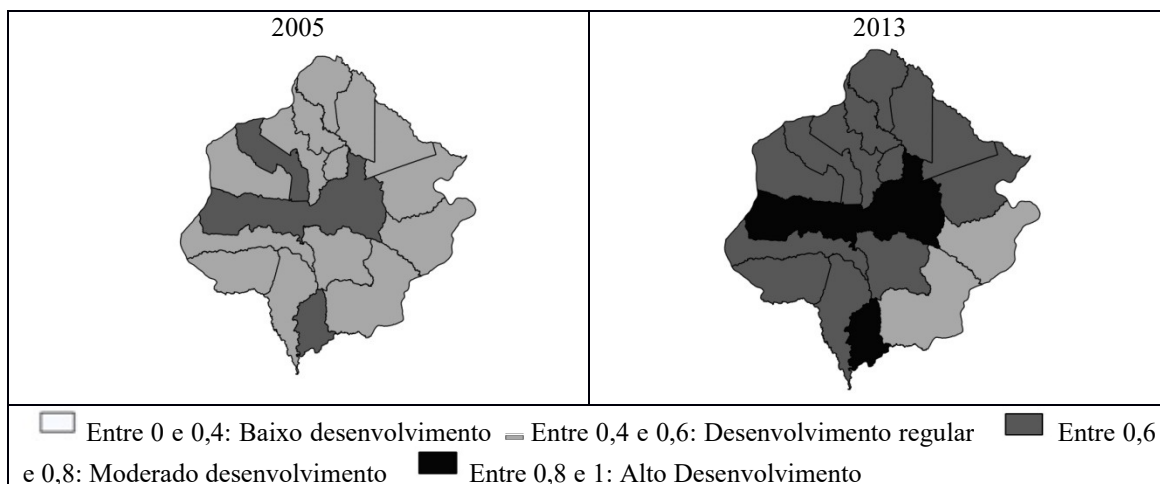 2005
2013
Entre 0 e 0,4: Baixo desenvolvimento Entre 0,4 e 0,6: Desenvolvimento regular Entre 0,6
e 0,8: Moderado desenvolvimento Entre 0,8 e 1: Alto Desenvolvimento